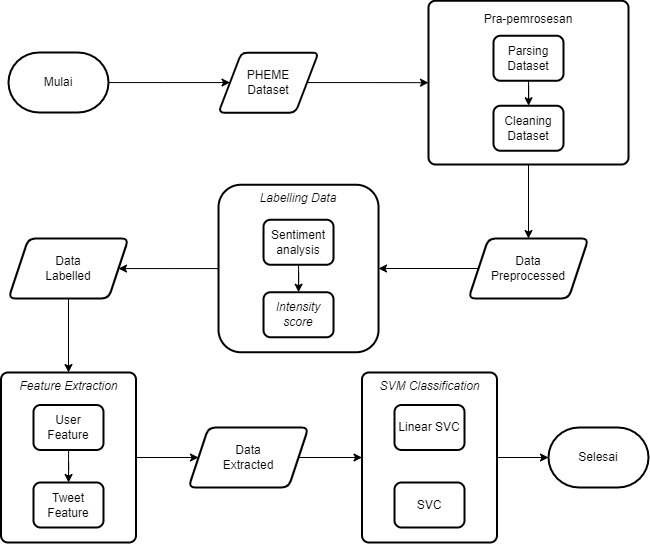 Mulai
PHEME
Dataset
Pra-pemrosesan
Parsing
Dataset
Cleaning
Dataset
Data
Preprocessed
Labelling Data
Sentiment
analysis
Intensity
score
Data
Labelled
Feature Extraction
User
Feature
Tweet
Feature
Data
Extracted
SVM Classification
Linear SVC
SVC
Selesai